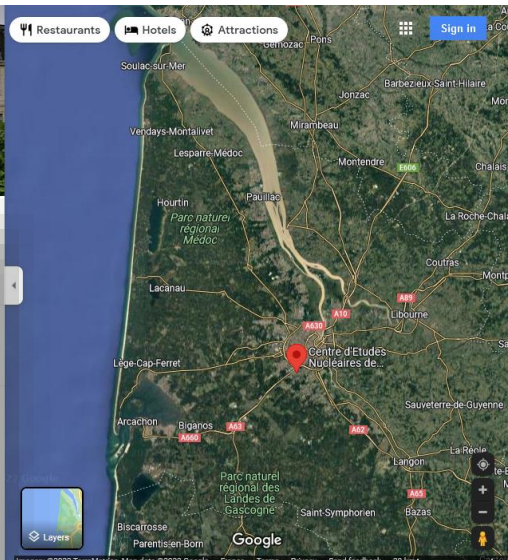 Restaurants
Hotels
Attractions
Sign in
Gémozac
Pons
Soulac-sur-Mer
Barbezieux-Saint-Hilaire
Jonzac
Mirambeau
Vendays-Montalivet
Lesparre-Médoc
Montendre
E606
Chalais
Pauillac
Hourtin
Parc naturel
régional
Médoc
Coutras
Lacanau
A89
A10
Libourne
A630
Centre d'Etudes
Nucléaires de...
Lège-Cap-Ferret
Sauveterre-de-Guyenne
Arcachon
Biganos
A63
A62
A660
La Réole
Langon
Parc naturel
régional des
Landes de
Gascogne
A65
Saint-Symphorien
Bazas
Layers
Biscarrosse
Parentis-en-Born
Google